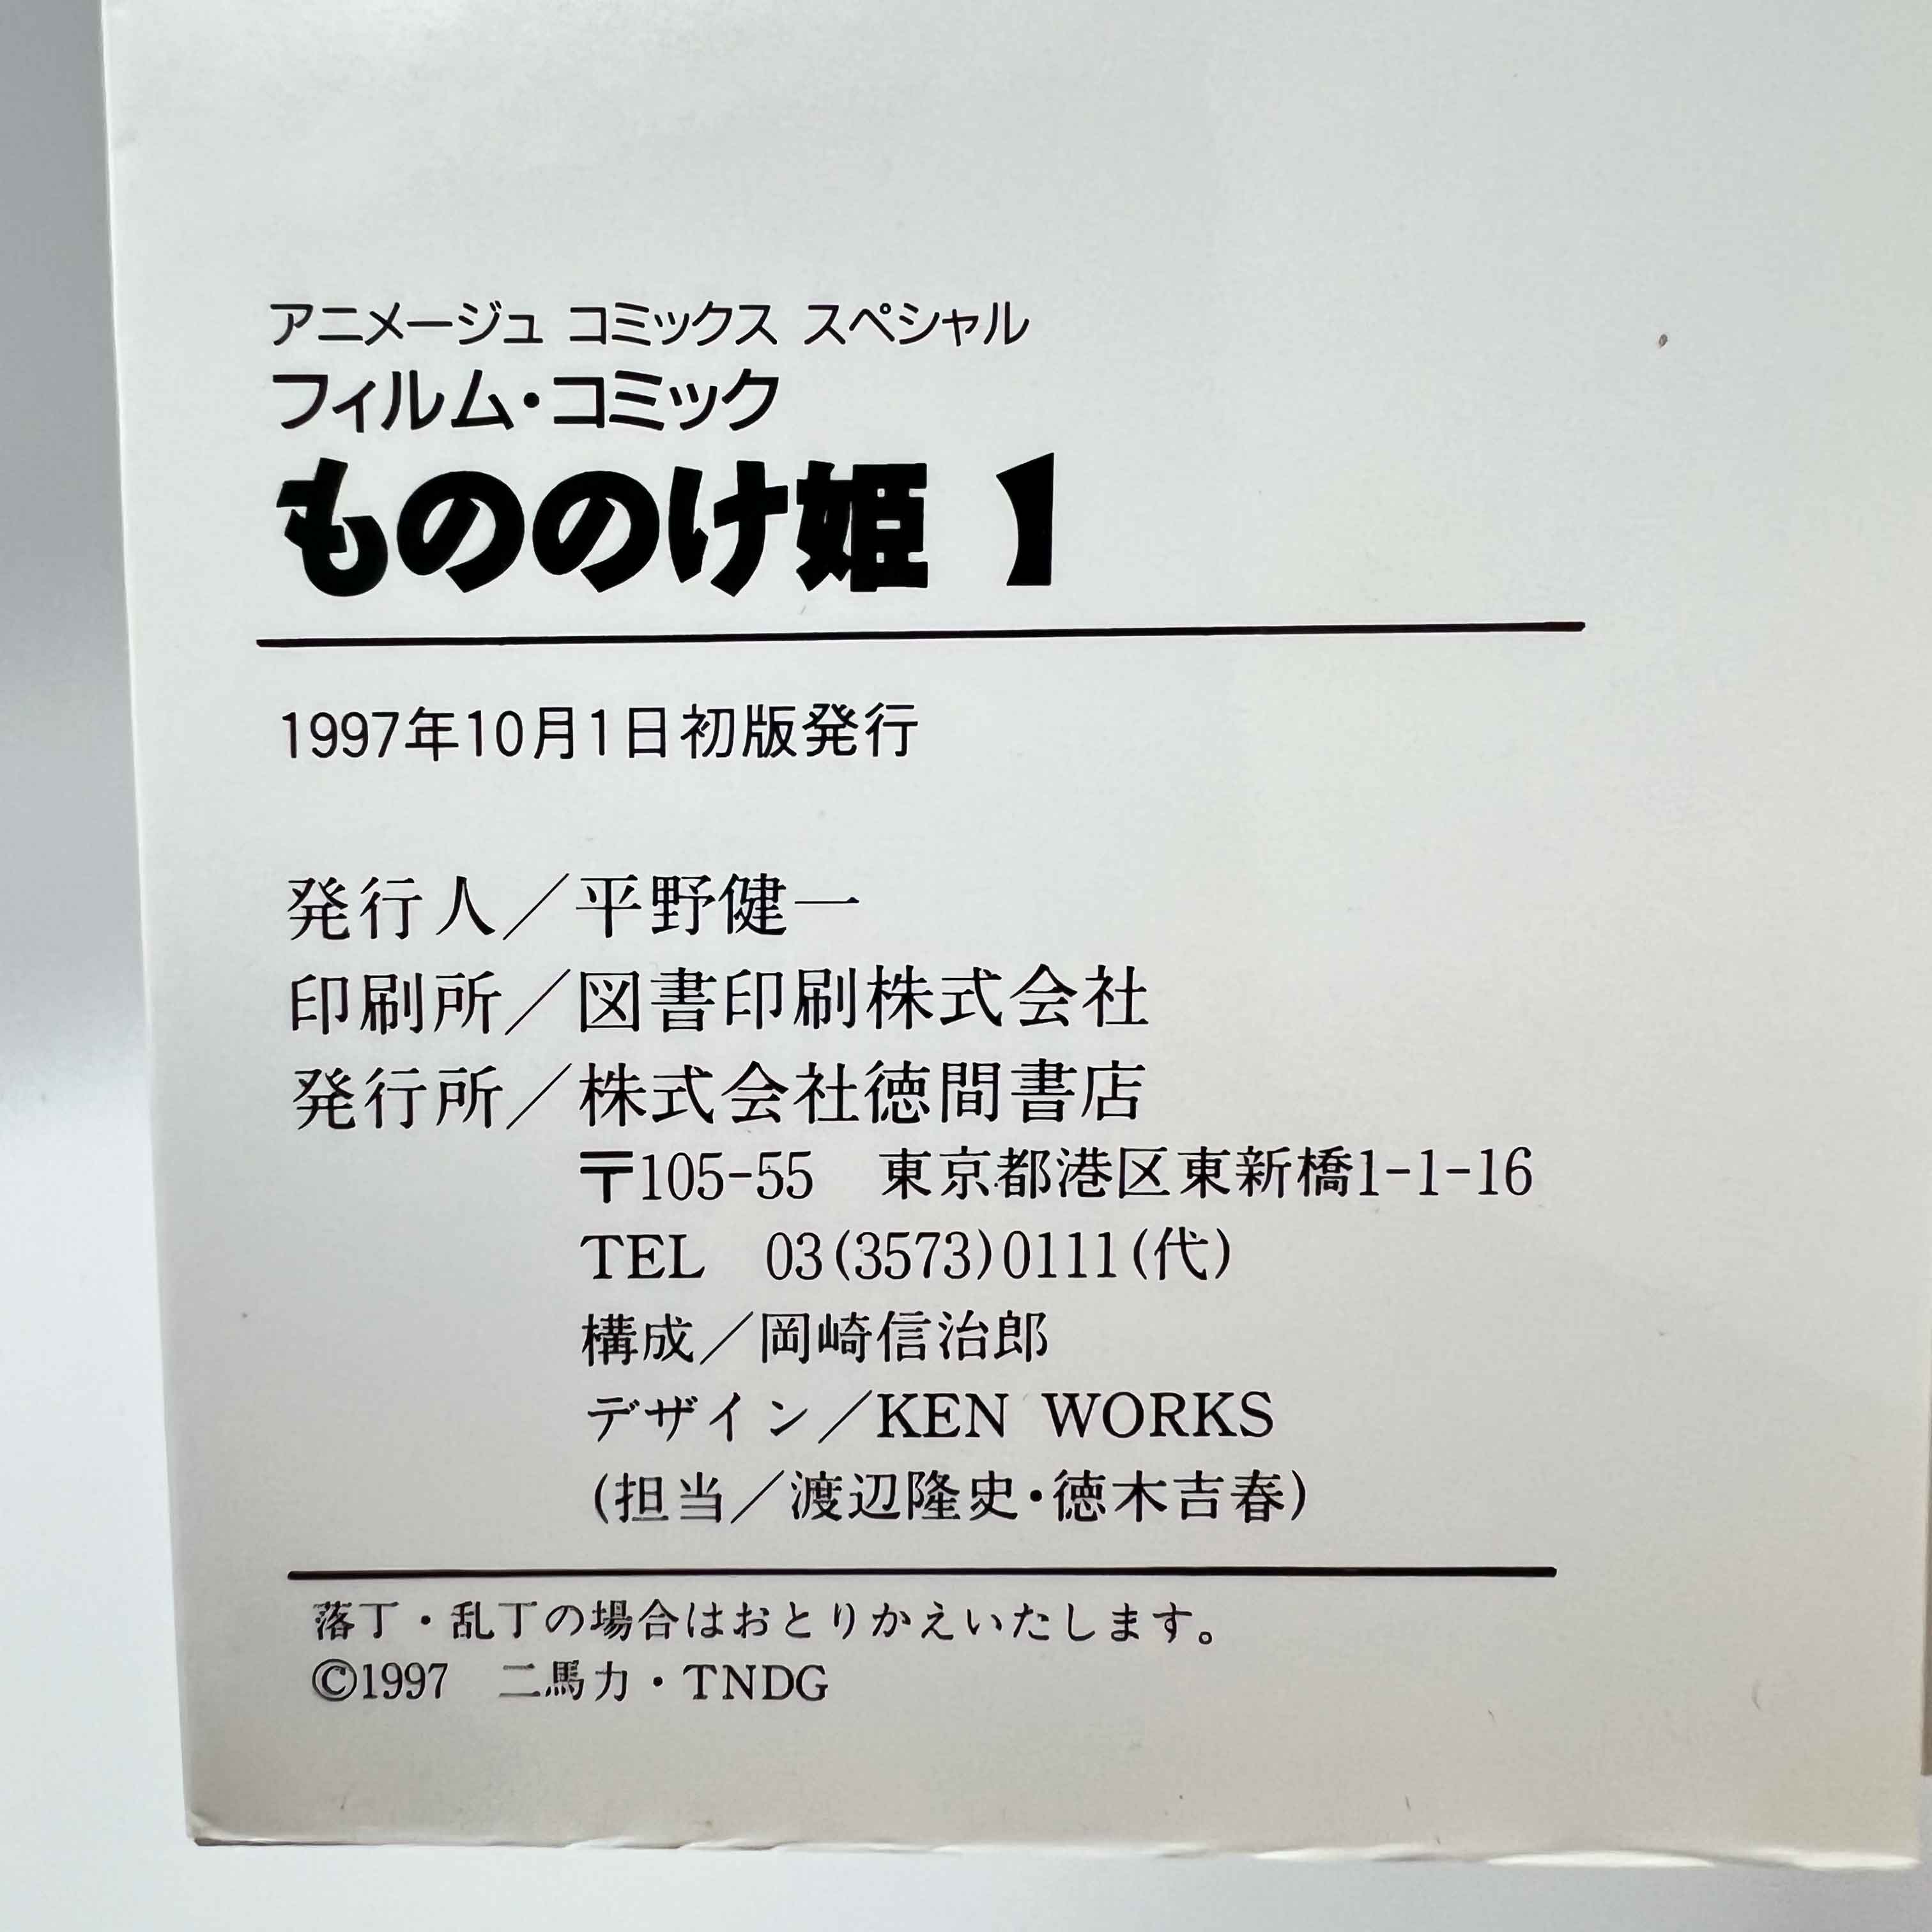 アニメージュ コミックス スペシャル
フィルム・コミック
もののけ姫 1
1997年10月1日初版発行
発行人／平野健一
印刷所／図書印刷株式会社
発行所／株式会社徳間書店
〒105-55 東京都港区東新橋1-1-16
TEL 03(3573)0111(代)
構成／岡崎信治郎
デザイン／KEN WORKS
(担当／渡辺隆史・徳木吉春)
落丁・乱丁の場合はおとりかえいたします。
©1997 二馬力・TNDG